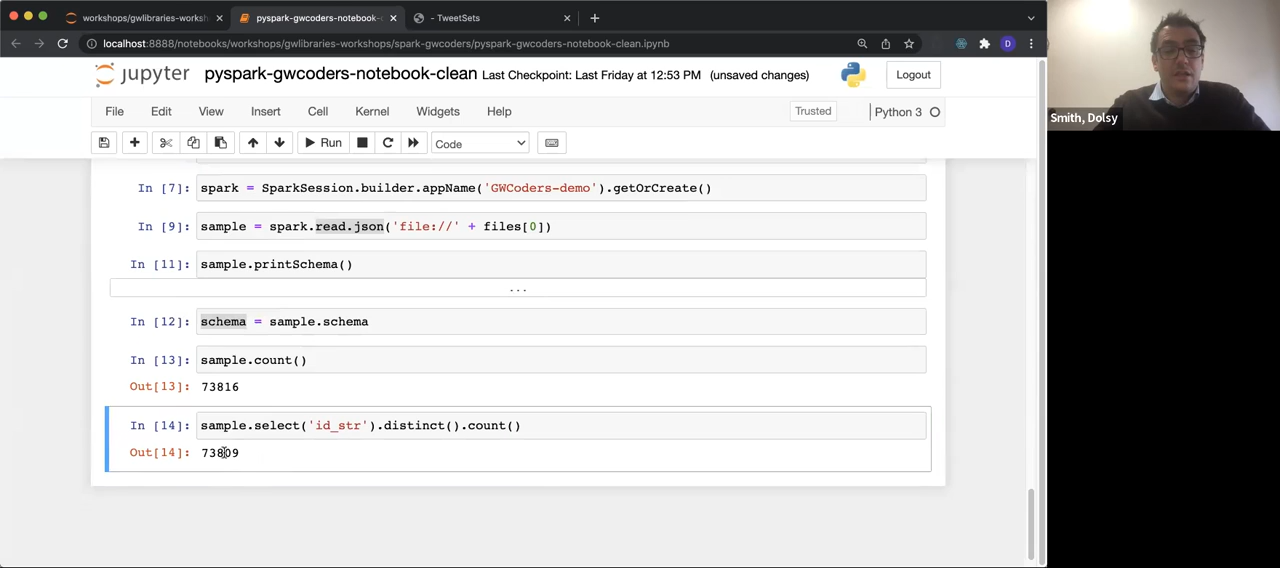 workshops/gwlibraries-worksh
pyspark-gwcoders-notebook-
- TweetSets
localhost:8888/notebooks/workshops/gwlibraries-workshops/spark-gwcoders/pyspark-gwcoders-notebook-clean.ipynb
D
jupyter pyspark-gwcoders-notebook-clean Last Checkpoint: Last Friday at 12:53 PM (unsaved changes)
Logout
File Edit View Insert Cell Kernel Widgets Help
Trusted
Python 3
Run
Code
In [7]: spark = SparkSession.builder.appName('GWCoders-demo').getOrCreate()
In [9]: sample = spark.read.json('file://' + files[0])
In [11]: sample.printSchema()
...
In [12]: schema = sample.schema
In [13]: sample.count()
Out[13]: 73816
In [14]: sample.select('id_str').distinct().count()
Out[14]: 73809
Smith, Dolsy